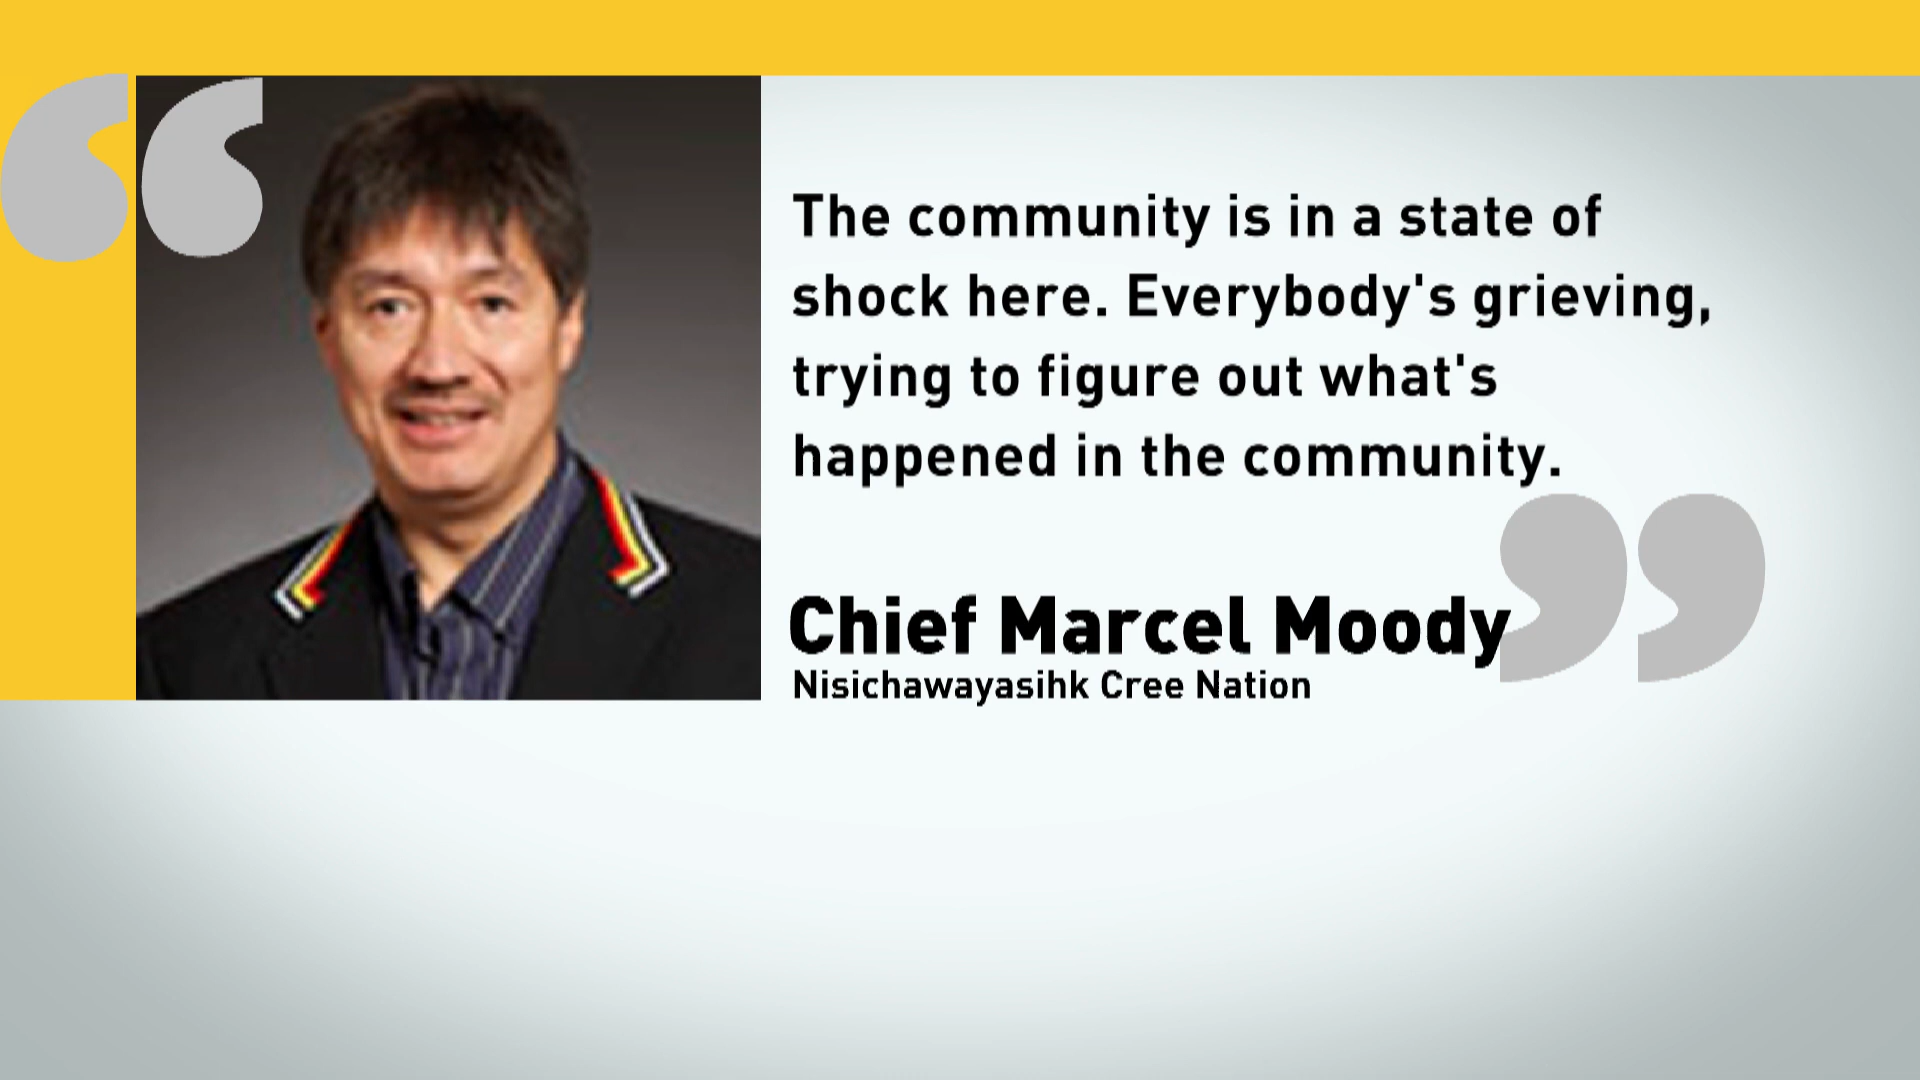 The community is in a state of
shock here. Everybody's grieving,
trying to figure out what's
happened in the community.
Chief Marcel Moody
Nisichawayasihk Cree Nation